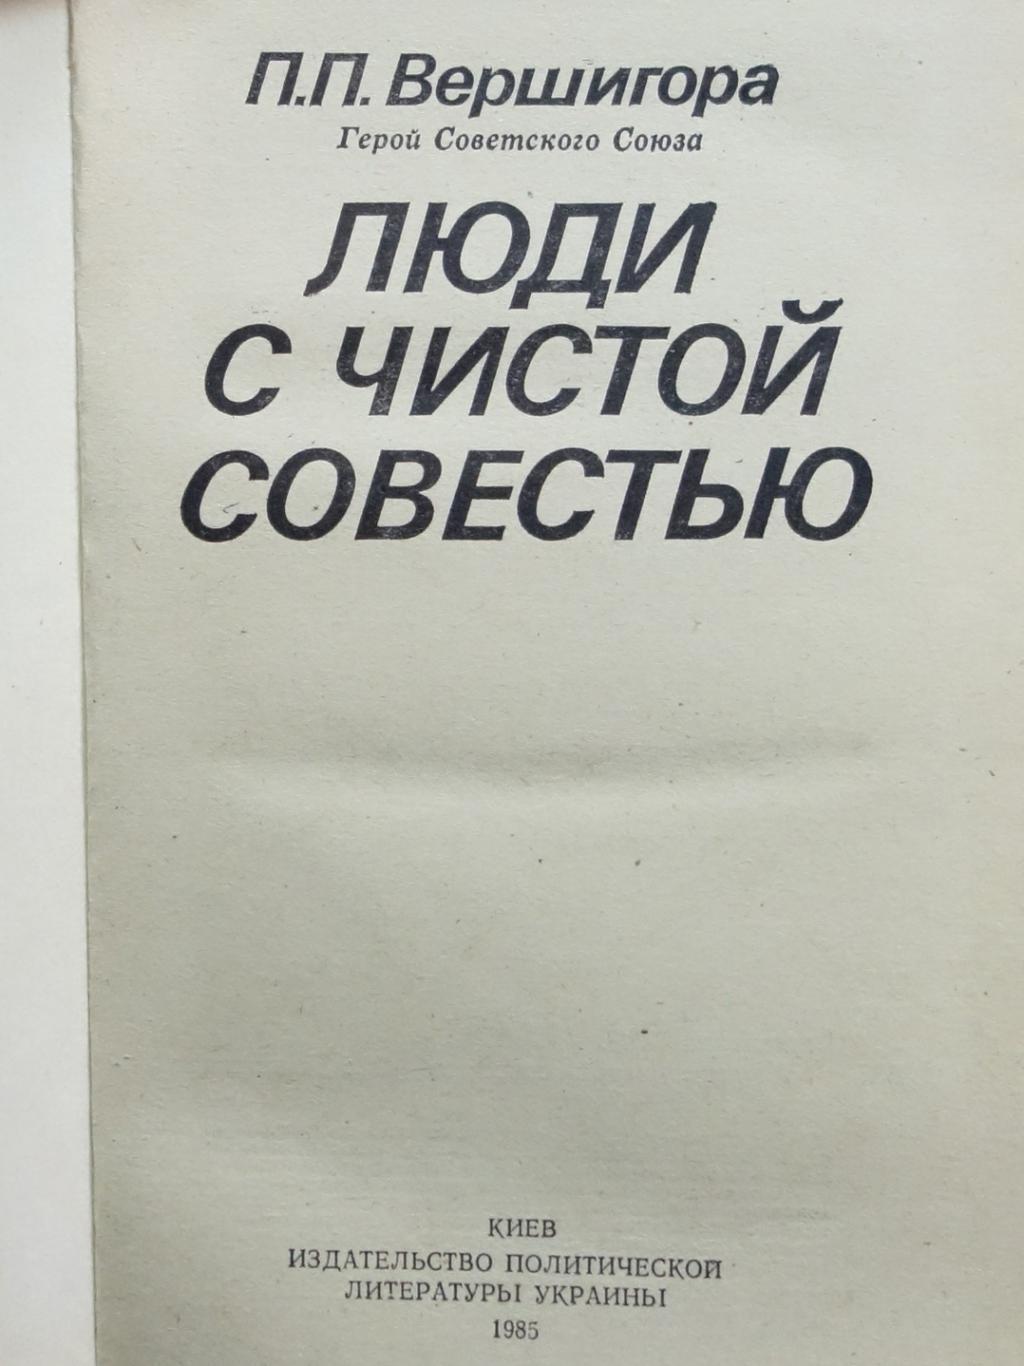 П.П. Вершигора
Герой Советского Союза
ЛЮДИ
С ЧИСТОЙ
СОВЕСТЬЮ
КИЕВ
ИЗДАТЕЛЬСТВО ПОЛИТИЧЕСКОЙ
ЛИТЕРАТУРЫ УКРАИНЫ
1985